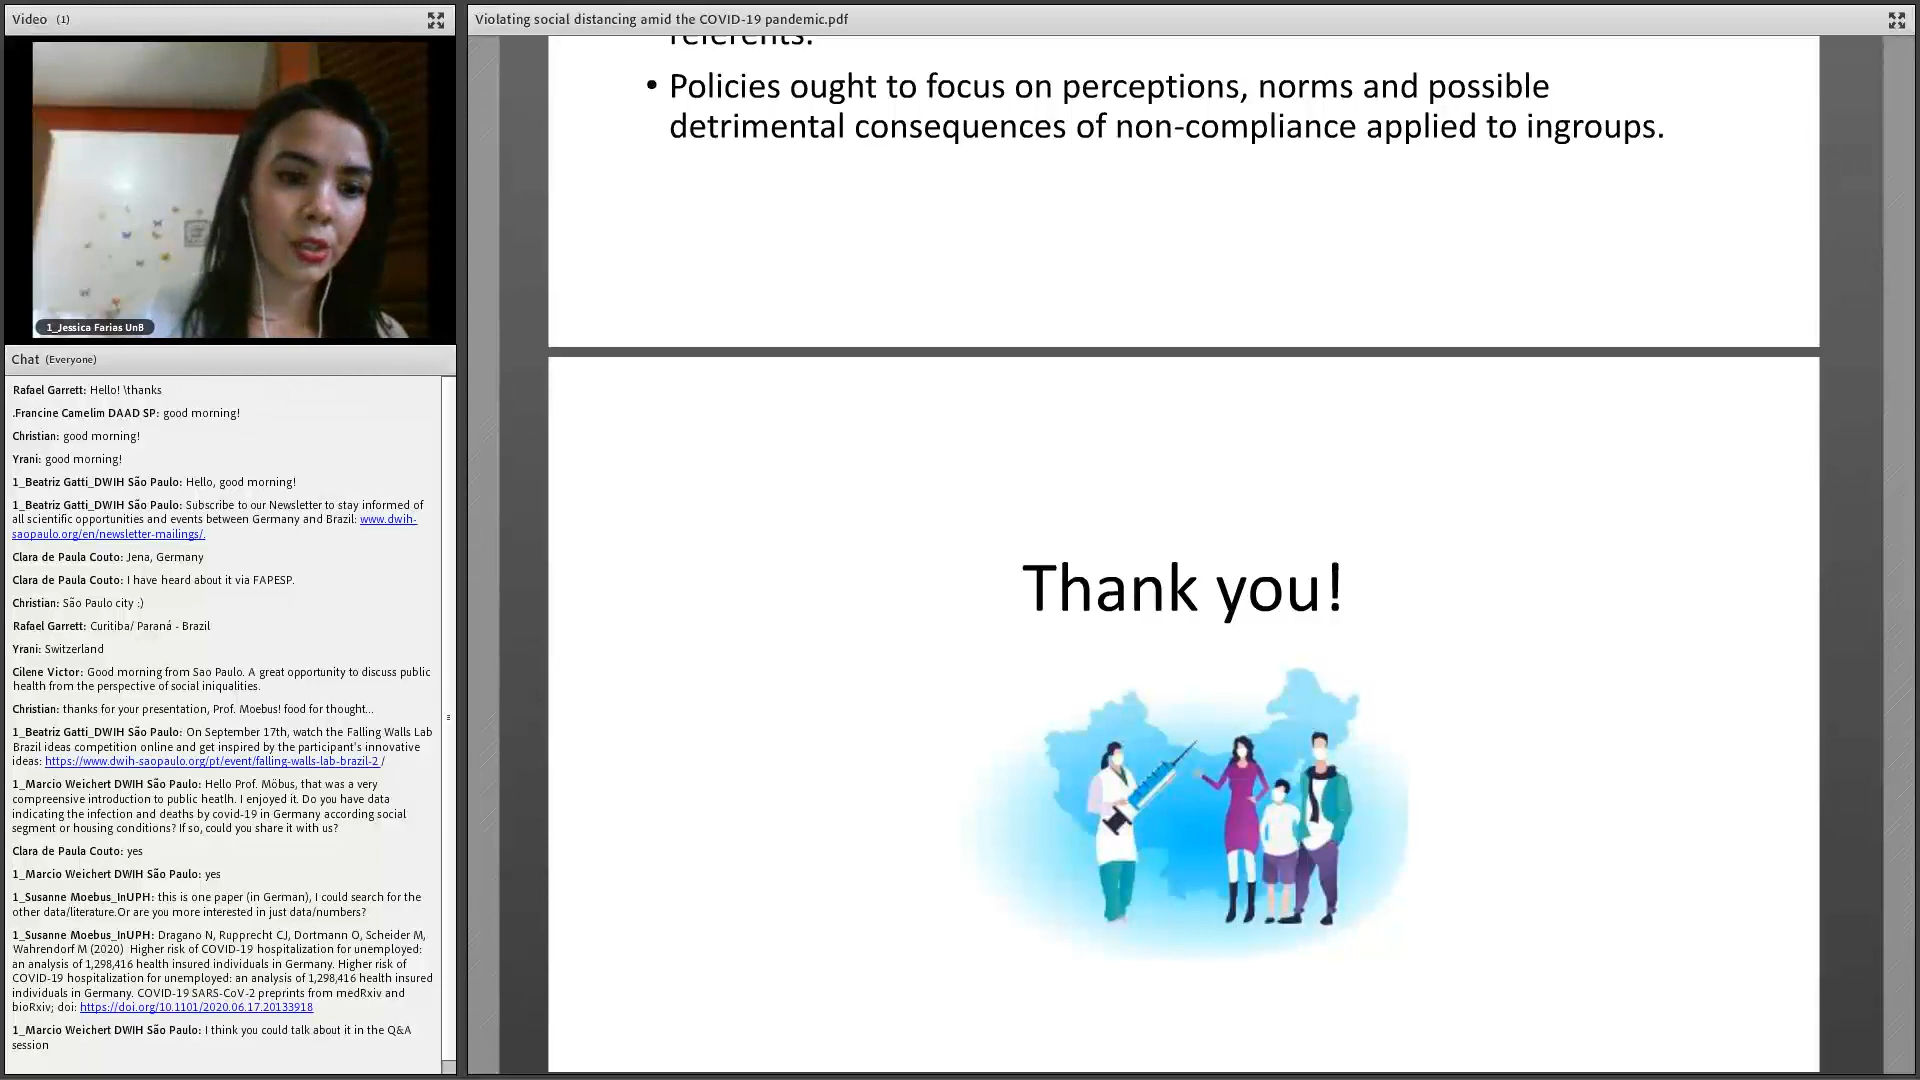 Video (1)
1_Jessica Farias UnB
Chat (Everyone)
Rafael Garrett: Hello! \thanks
.Francine Camelim DAAD SP: good morning!
Christian: good morning!
Yrani: good morning!
1_Beatriz Gatti_DWIH São Paulo: Hello, good morning!
1_Beatriz Gatti_DWIH São Paulo: Subscribe to our Newsletter to stay informed of
all scientific opportunities and events between Germany and Brazil: www.dwih-
saopaulo.org/en/newsletter-mailings/.
Clara de Paula Couto: Jena, Germany
Clara de Paula Couto: I have heard about it via FAPESP.
Christian: São Paulo city :)
Rafael Garrett: Curitiba/ Paraná - Brazil
Yrani: Switzerland
Cilene Victor: Good morning from Sao Paulo. A great opportunity to discuss public
health from the perspective of social iniqualities.
Christian: thanks for your presentation, Prof. Moebus! food for thought...
1_Beatriz Gatti_DWIH São Paulo: On September 17th, watch the Falling Walls Lab
Brazil ideas competition online and get inspired by the participant's innovative
ideas: https://www.dwih-saopaulo.org/pt/event/falling-walls-lab-brazil-2 /
1_Marcio Weichert DWIH São Paulo: Hello Prof. Möbus, that was a very
compreensive introduction to public heatlh. I enjoyed it. Do you have data
indicating the infection and deaths by covid-19 in Germany according social
segment or housing conditions? If so, could you share it with us?
Clara de Paula Couto: yes
1_Marcio Weichert DWIH São Paulo: yes
1_Susanne Moebus_InUPH: this is one paper (in German), I could search for the
other data/literature.Or are you more interested in just data/numbers?
1_Susanne Moebus_InUPH: Dragano N, Rupprecht CJ, Dortmann O, Scheider M,
Wahrendorf M (2020) Higher risk of COVID-19 hospitalization for unemployed:
an analysis of 1,298,416 health insured individuals in Germany. Higher risk of
COVID-19 hospitalization for unemployed: an analysis of 1,298,416 health insured
individuals in Germany. COVID-19 SARS-CoV-2 preprints from medRxiv and
bioRxiv; doi: https://doi.org/10.1101/2020.06.17.20133918
1_Marcio Weichert DWIH São Paulo: I think you could talk about it in the Q&A
session
Violating social distancing amid the COVID-19 pandemic.pdf
referents.
• Policies ought to focus on perceptions, norms and possible
detrimental consequences of non-compliance applied to ingroups.
Thank you!